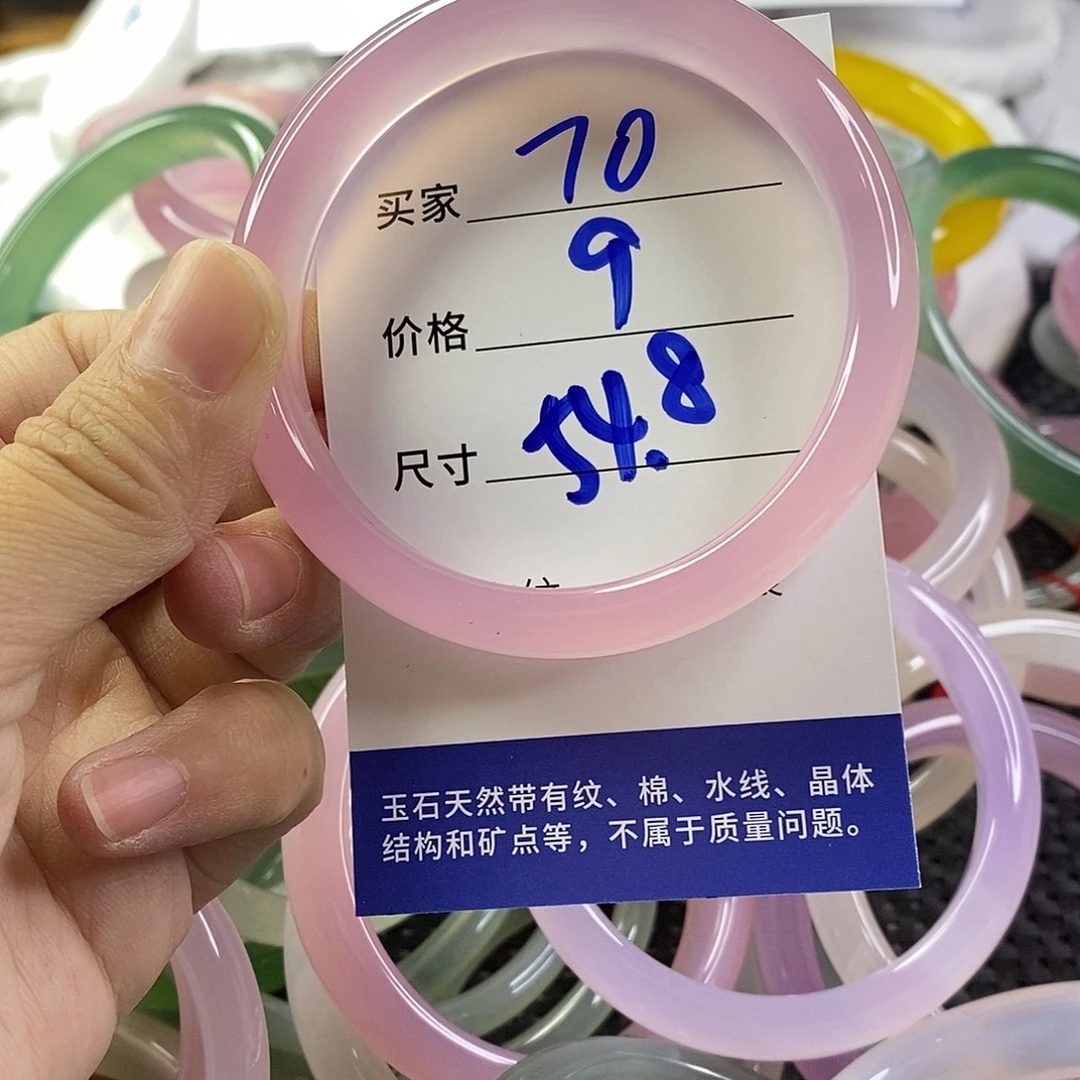 买家 70
价格 9
尺寸 54.8
玉石天然带有纹、棉、水线、晶体
结构和矿点等，不属于质量问题。